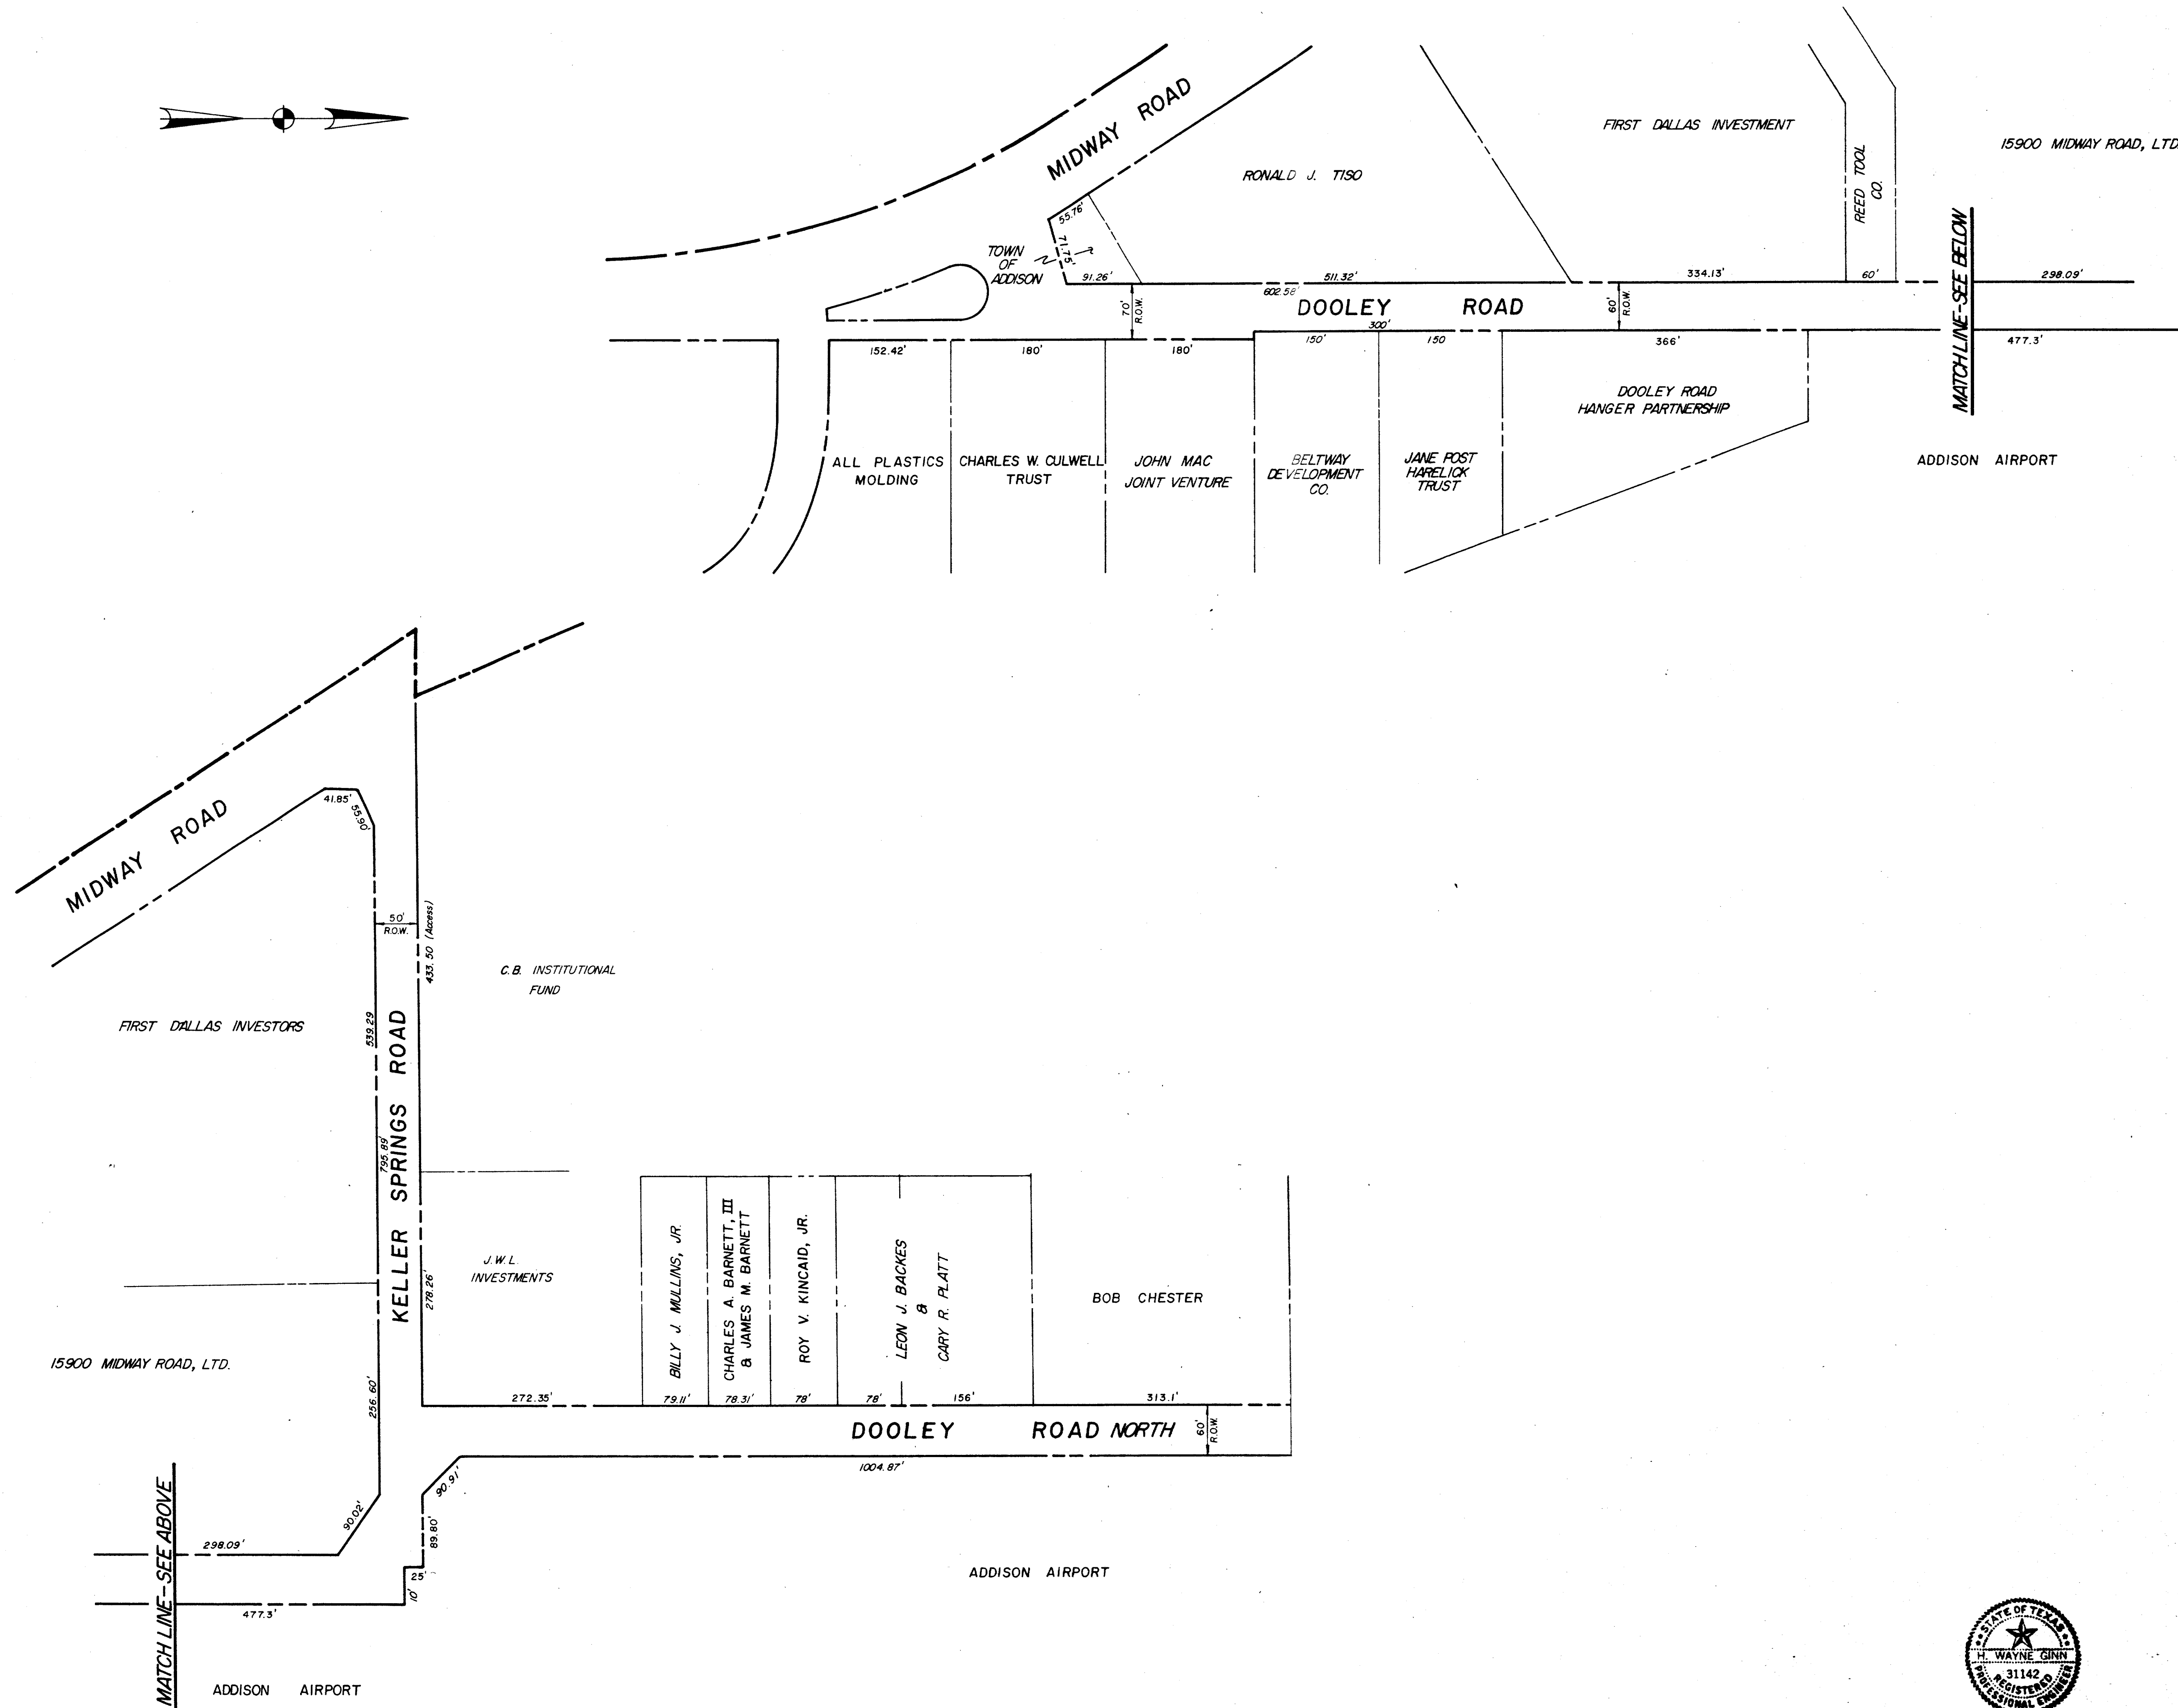 MIDWAY ROAD
FIRST DALLAS INVESTMENT
15900 MIDWAY ROAD, LTD.
RONALD J. TISO
REED TOOL
CO.
55.76'
71.75'
TOWN
OF
ADDISON
91.26'
511.32'
602.58'
334.13'
60'
298.09'
MATCH LINE-SEE BELOW
70'
R.O.W.
DOOLEY ROAD
60'
R.O.W.
300'
152.42'
180'
180'
150'
150
366'
477.3'
DOOLEY ROAD
HANGER PARTNERSHIP
ALL PLASTICS
MOLDING
CHARLES W. CULWELL
TRUST
JOHN MAC
JOINT VENTURE
BELTWAY
DEVELOPMENT
CO.
JANE POST
HARELICK
TRUST
ADDISON AIRPORT
MIDWAY ROAD
41.85'
55.90'
50'
R.O.W.
433.50 (Access)
C.B. INSTITUTIONAL
FUND
FIRST DALLAS INVESTORS
539.29
795.89'
KELLER SPRINGS ROAD
278.26'
J.W.L.
INVESTMENTS
BILLY J. MULLINS, JR.
CHARLES A. BARNETT, III
& JAMES M. BARNETT
ROY V. KINCAID, JR.
LEON J. BACKES
&
CARY R. PLATT
BOB CHESTER
15900 MIDWAY ROAD, LTD.
256.60'
272.35'
79.11'
78.31'
78'
78'
156'
313.1'
DOOLEY ROAD NORTH
60'
R.O.W.
1004.87'
90.91'
90.02'
89.80'
298.09'
25'
10'
477.3'
MATCH LINE-SEE ABOVE
ADDISON AIRPORT
ADDISON AIRPORT
STATE OF TEXAS
H. WAYNE GINN
31142
REGISTERED
PROFESSIONAL ENGINEER